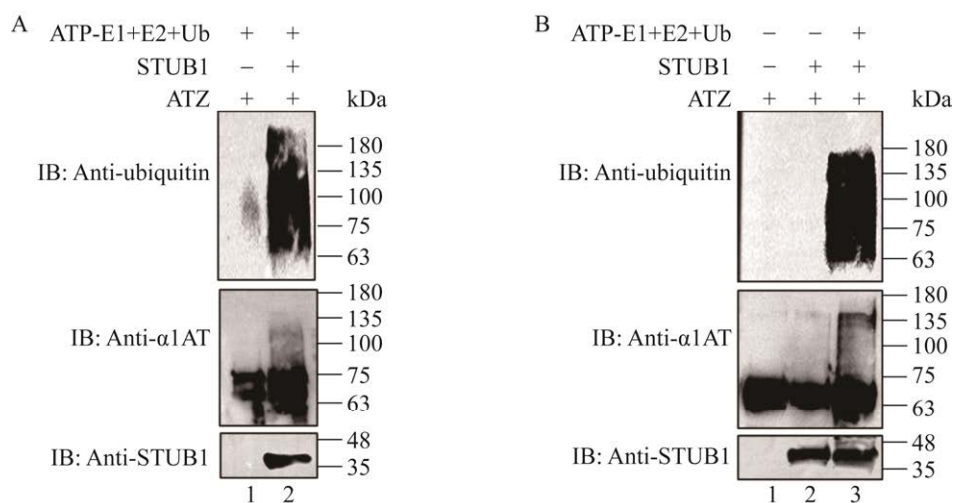 A
ATP-E1+E2+Ub + +
STUB1 − +
ATZ + + kDa
IB: Anti-ubiquitin
180
135
100
75
63
IB: Anti-α1AT
180
135
100
75
63
IB: Anti-STUB1
48
35
1 2
B
ATP-E1+E2+Ub − − +
STUB1 − + +
ATZ + + + kDa
IB: Anti-ubiquitin
180
135
100
75
63
IB: Anti-α1AT
180
135
100
75
63
IB: Anti-STUB1
48
35
1 2 3